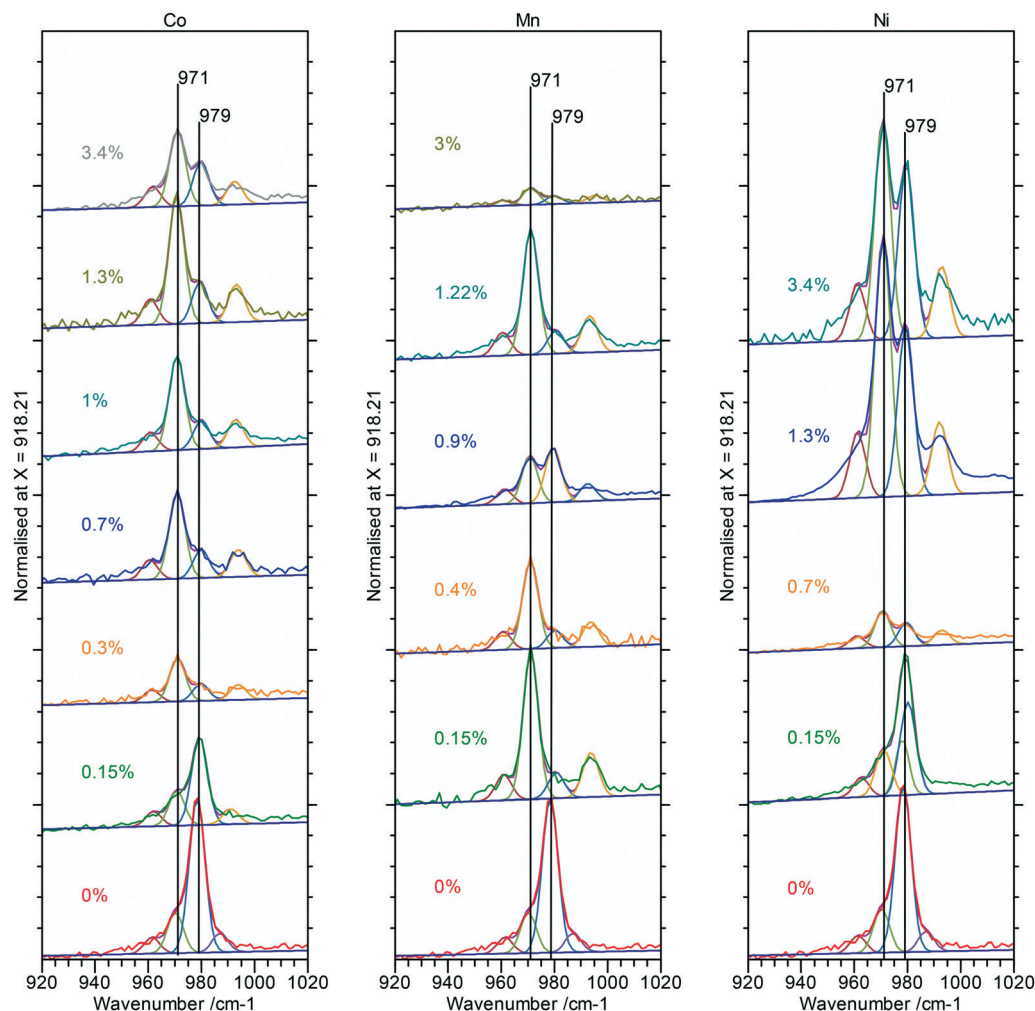 Co
971
979
3.4%
1.3%
1%
0.7%
0.3%
0.15%
0%
Normalised at X = 918.21
920 940 960 980 1000 1020
Wavenumber /cm-1
Mn
971
979
3%
1.22%
0.9%
0.4%
0.15%
0%
Normalised at X = 918.21
920 940 960 980 1000 1020
Wavenumber /cm-1
Ni
971
979
3.4%
1.3%
0.7%
0.15%
0%
Normalised at X = 918.21
920 940 960 980 1000 1020
Wavenumber /cm-1